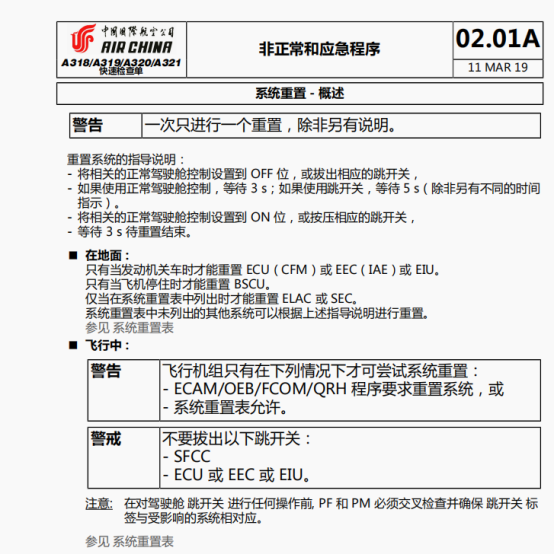 中国国际航空公司
AIR CHINA
A318/A319/A320/A321
快速检查单
非正常和应急程序
02.01A
11 MAR 19
系统重置 - 概述
警告 一次只进行一个重置，除非另有说明。
重置系统的指导说明：
- 将相关的正常驾驶舱控制设置到 OFF 位，或拔出相应的跳开关，
- 如果使用正常驾驶舱控制，等待 3 s；如果使用跳开关，等待 5 s（除非另有不同的时间
指示）。
- 将相关的正常驾驶舱控制设置到 ON 位，或按压相应的跳开关，
- 等待 3 s 待重置结束。
■ 在地面：
只有当发动机关车时才能重置 ECU（CFM）或 EEC（IAE）或 EIU。
只有当飞机停住时才能重置 BSCU。
仅当在系统重置表中列出时才能重置 ELAC 或 SEC。
系统重置表中未列出的其他系统可以根据上述指导说明进行重置。
参见 系统重置表
■ 飞行中：
警告 飞行机组只有在下列情况下才可尝试系统重置：
- ECAM/OEB/FCOM/QRH 程序要求重置系统，或
- 系统重置表允许。
警戒 不要拔出以下跳开关：
- SFCC
- ECU 或 EEC 或 EIU。
注意: 在对驾驶舱 跳开关 进行任何操作前, PF 和 PM 必须交叉检查并确保 跳开关 标
签与受影响的系统相对应。
参见 系统重置表